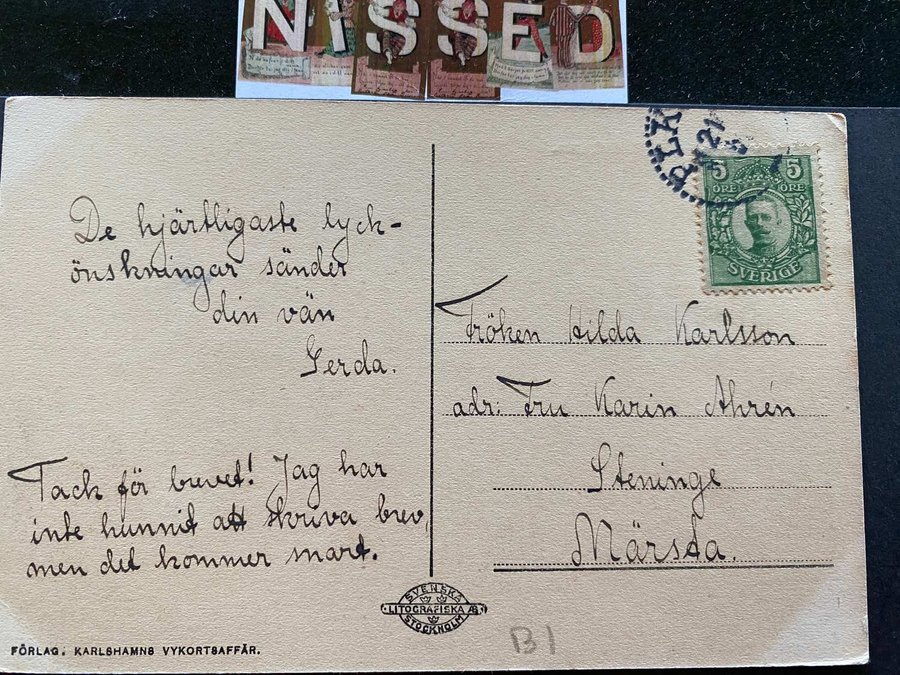 NISSED
De hjärtligaste lyck-
önskningar sänder
din vän
Gerda.
Tack för brevet! Jag har
inte hunnit att skriva brev,
men det kommer snart.
5 5
ÖRE ÖRE
SVERIGE
Fröken Hilda Karlsson
adr: Fru Karin Ahrén
Steninge
Märsta.
SVENSKA
LITOGRAFISKA AB
STOCKHOLM
FÖRLAG. KARLSHAMNS VYKORTSAFFÄR.
B1